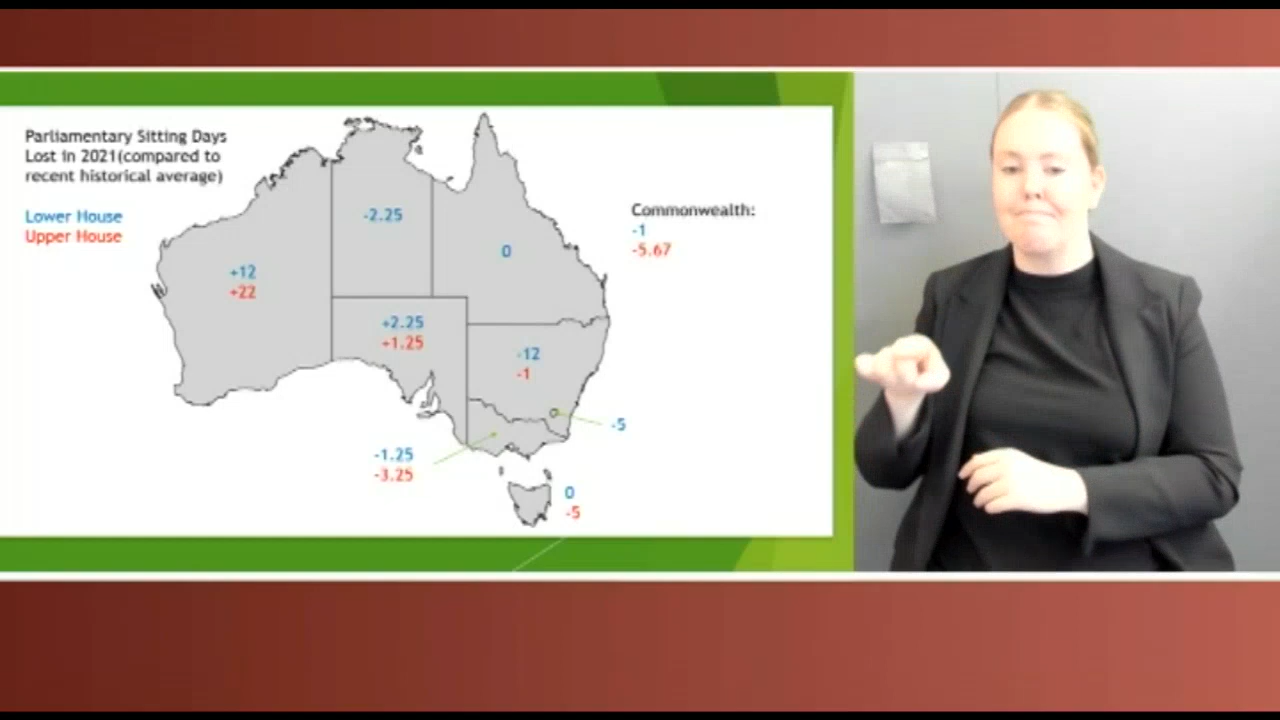 Parliamentary Sitting Days
Lost in 2021(compared to
recent historical average)
Lower House
Upper House
-2.25
0
Commonwealth:
-1
-5.67
+12
+22
+2.25
+1.25
-12
-1
-5
-1.25
-3.25
0
-5